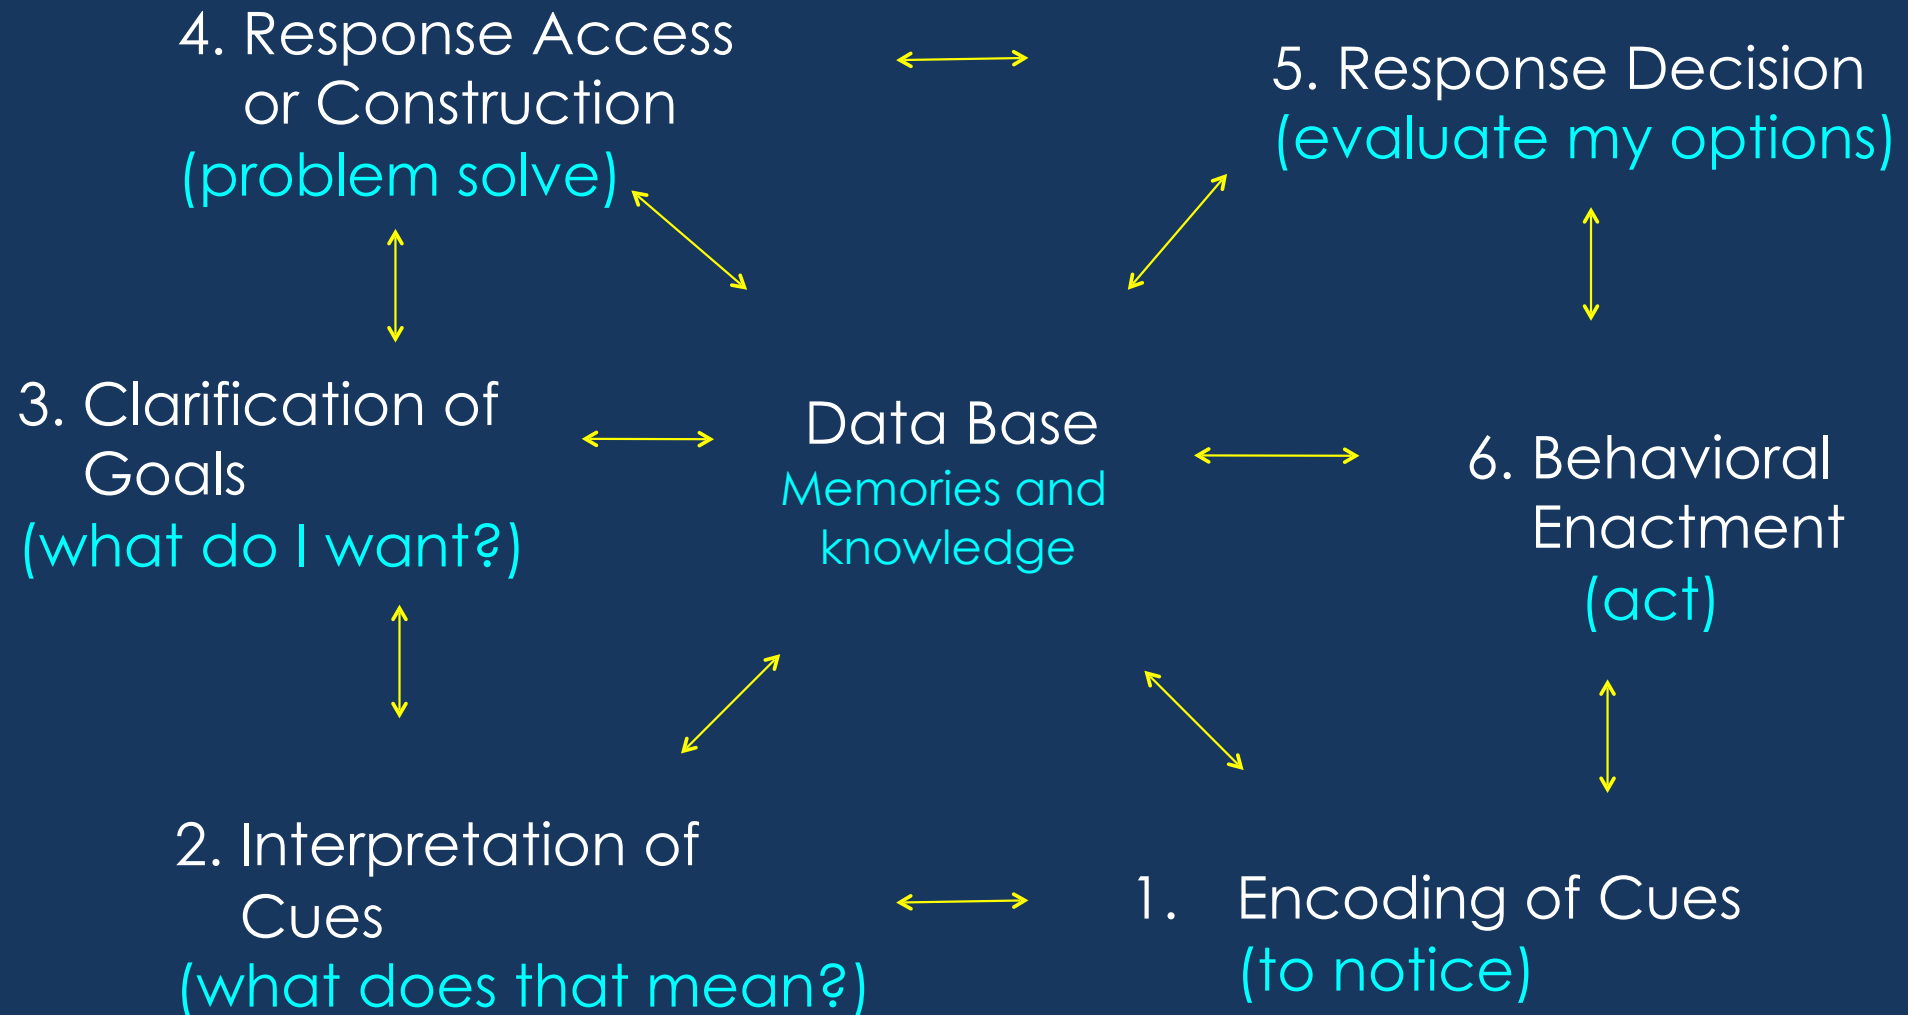 4. Response Access
or Construction
(problem solve)
5. Response Decision
(evaluate my options)
3. Clarification of
Goals
(what do I want?)
Data Base
Memories and
knowledge
6. Behavioral
Enactment
(act)
2. Interpretation of
Cues
(what does that mean?)
1. Encoding of Cues
(to notice)